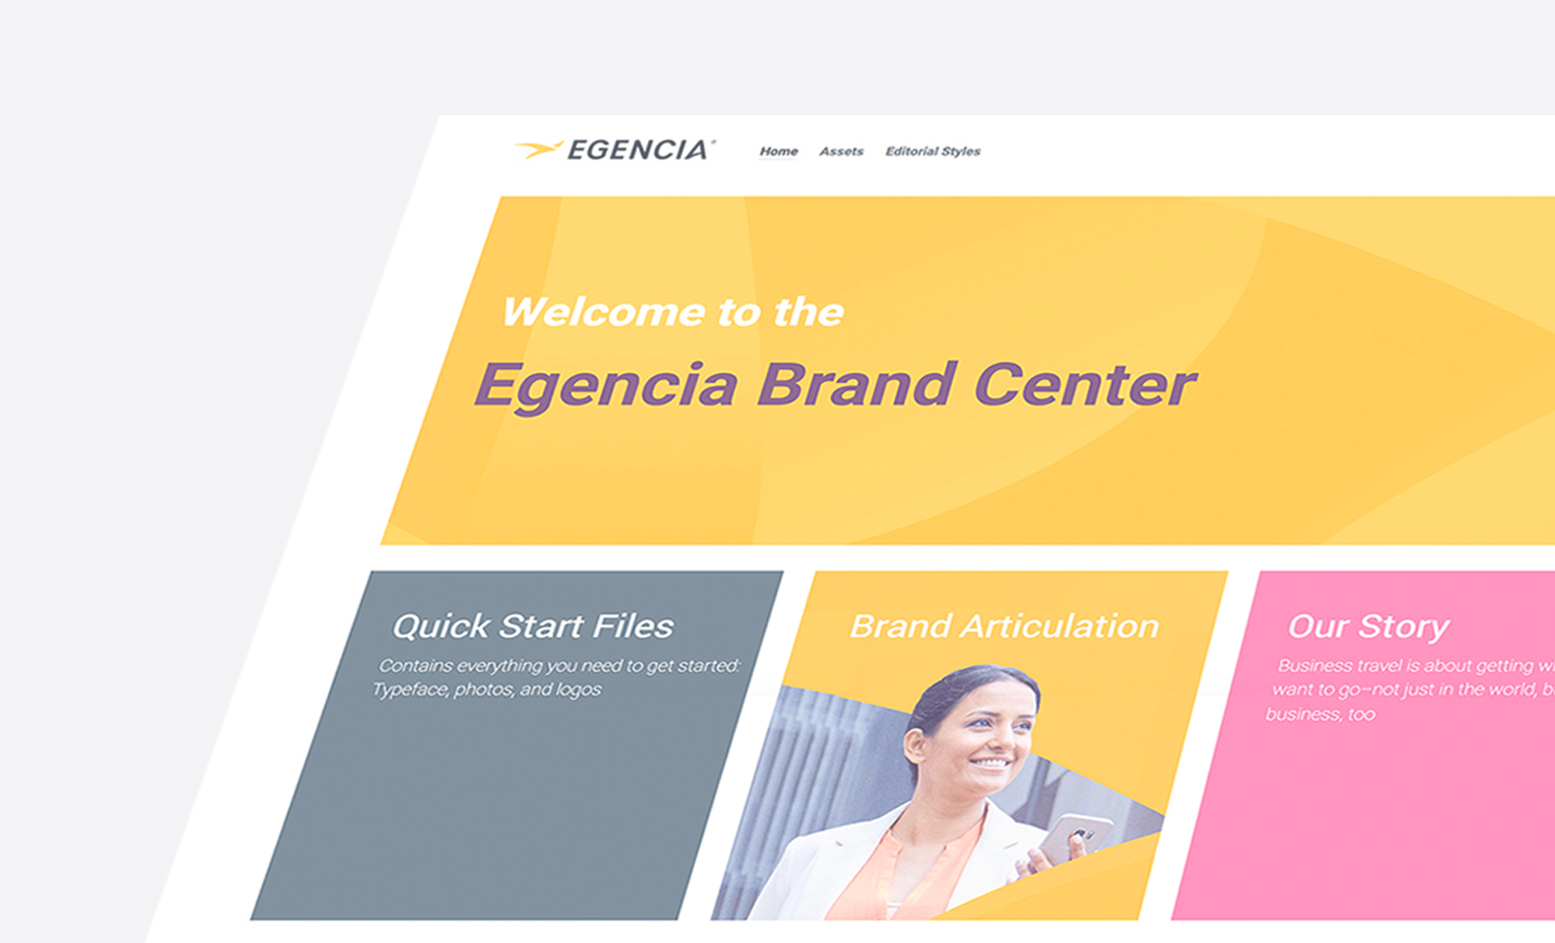 EGENCIA®
Home Assets Editorial Styles
Welcome to the
Egencia Brand Center
Quick Start Files
Contains everything you need to get started:
Typeface, photos, and logos
Brand Articulation
Our Story
Business travel is about getting
want to go–not just in the world,
business, too